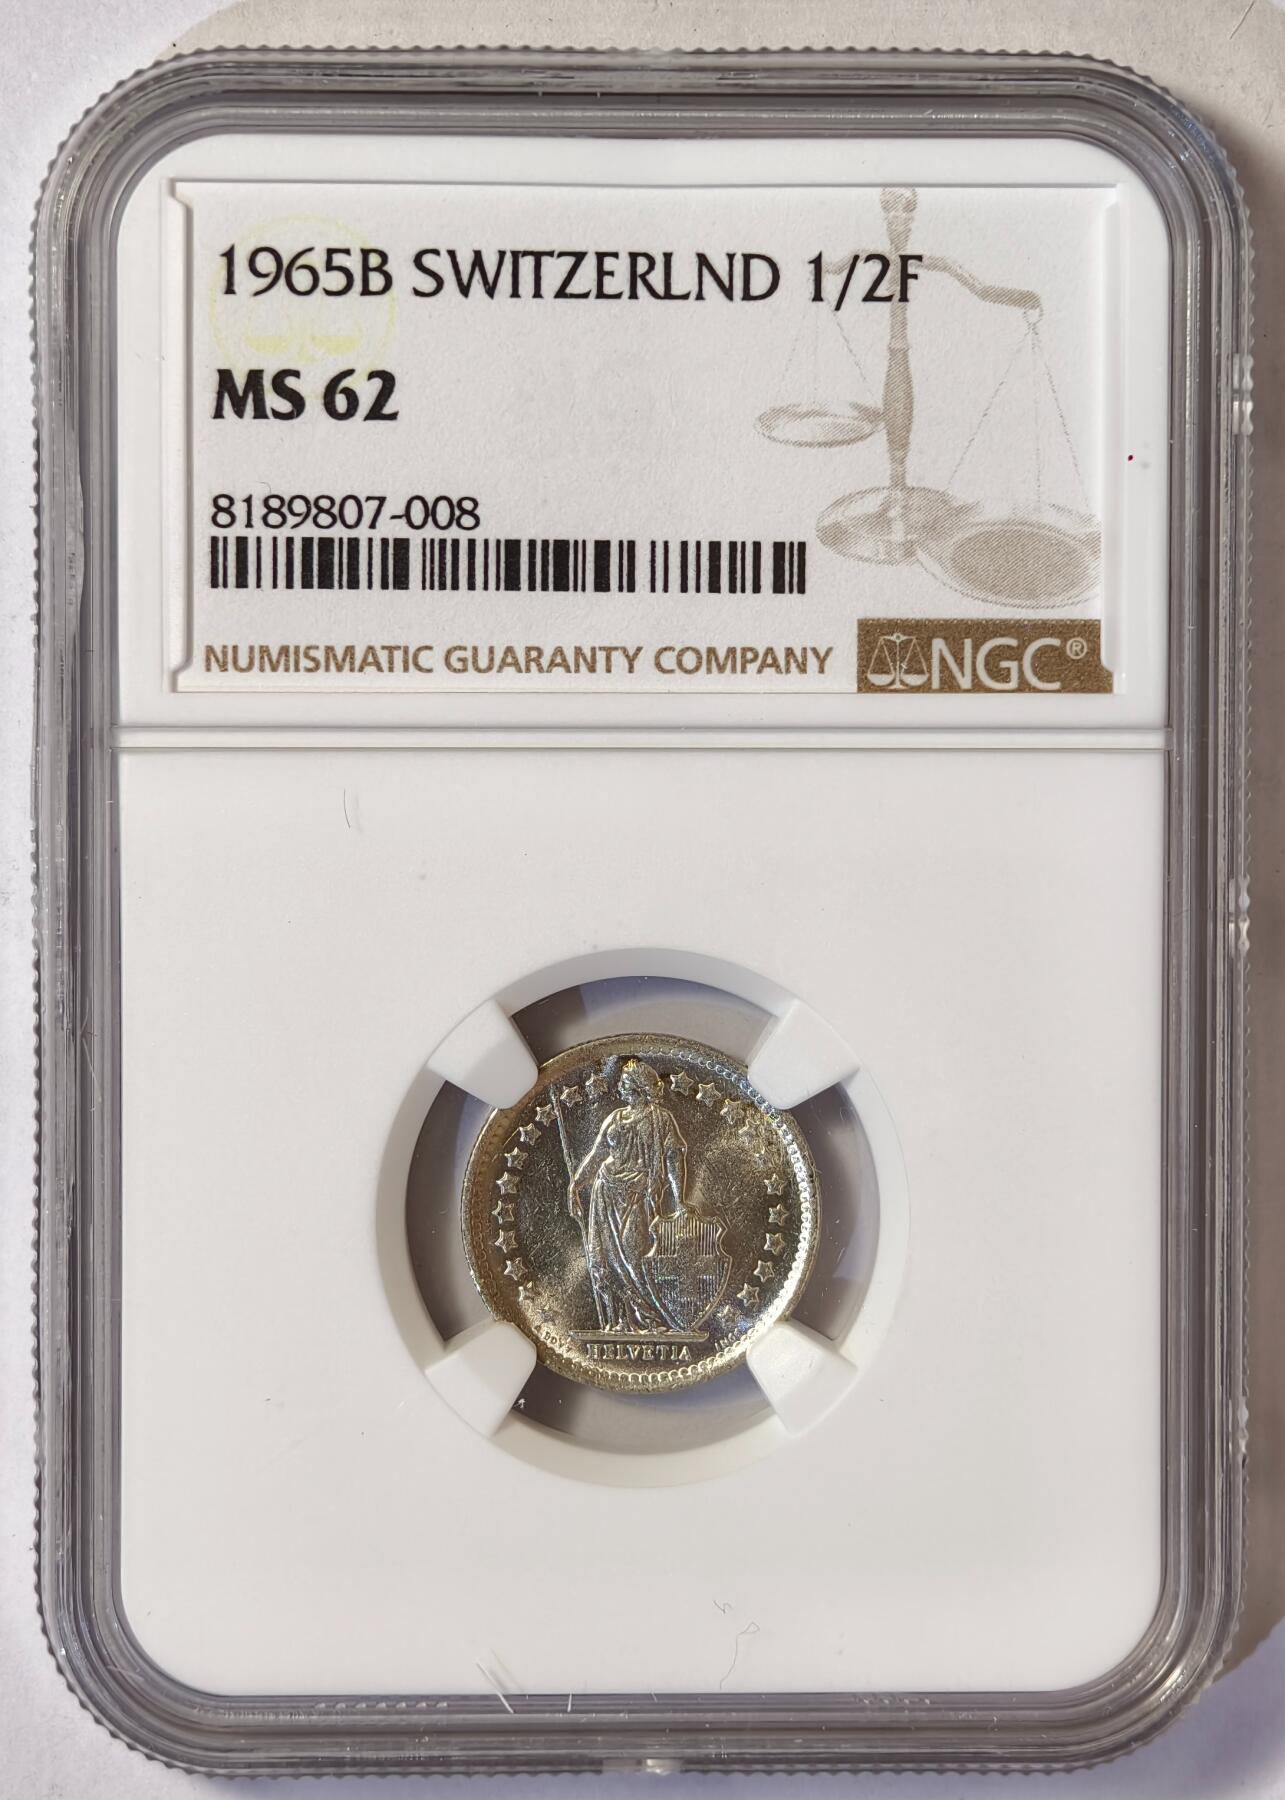 1965B SWITZERLND 1/2F
MS 62
8189807-008
NUMISMATIC GUARANTY COMPANY
NGC®
HELVETIA